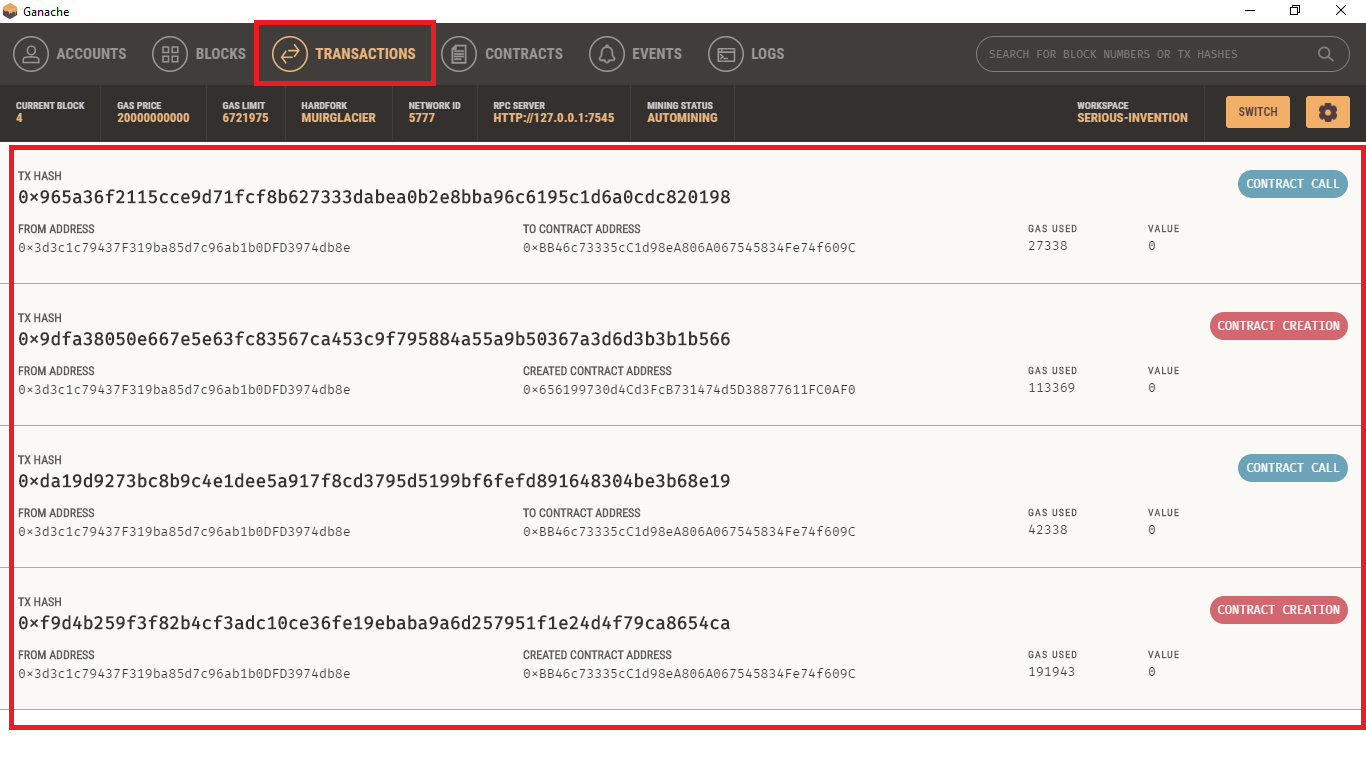 Ganache
ACCOUNTS BLOCKS TRANSACTIONS CONTRACTS EVENTS LOGS SEARCH FOR BLOCK NUMBERS OR TX HASHES
CURRENT BLOCK GAS PRICE GAS LIMIT HARDFORK NETWORK ID RPC SERVER MINING STATUS WORKSPACE SWITCH
4 20000000000 6721975 MUIRGLACIER 5777 HTTP://127.0.0.1:7545 AUTOMINING SERIOUS-INVENTION
TX HASH CONTRACT CALL
0×965a36f2115cce9d71fcf8b627333dabea0b2e8bba96c6195c1d6a0cdc820198
FROM ADDRESS TO CONTRACT ADDRESS GAS USED VALUE
0×3d3c1c79437F319ba85d7c96ab1b0DFD3974db8e 0×BB46c73335cC1d98eA806A067545834Fe74f609C 27338 0
TX HASH CONTRACT CREATION
0×9dfa38050e667e5e63fc83567ca453c9f795884a55a9b50367a3d6d3b3b1b566
FROM ADDRESS CREATED CONTRACT ADDRESS GAS USED VALUE
0×3d3c1c79437F319ba85d7c96ab1b0DFD3974db8e 0×656199730d4Cd3FcB731474d5D38877611FC0AF0 113369 0
TX HASH CONTRACT CALL
0×da19d9273bc8b9c4e1dee5a917f8cd3795d5199bf6fefd891648304be3b68e19
FROM ADDRESS TO CONTRACT ADDRESS GAS USED VALUE
0×3d3c1c79437F319ba85d7c96ab1b0DFD3974db8e 0×BB46c73335cC1d98eA806A067545834Fe74f609C 42338 0
TX HASH CONTRACT CREATION
0×f9d4b259f3f82b4cf3adc10ce36fe19ebaba9a6d257951f1e24d4f79ca8654ca
FROM ADDRESS CREATED CONTRACT ADDRESS GAS USED VALUE
0×3d3c1c79437F319ba85d7c96ab1b0DFD3974db8e 0×BB46c73335cC1d98eA806A067545834Fe74f609C 191943 0